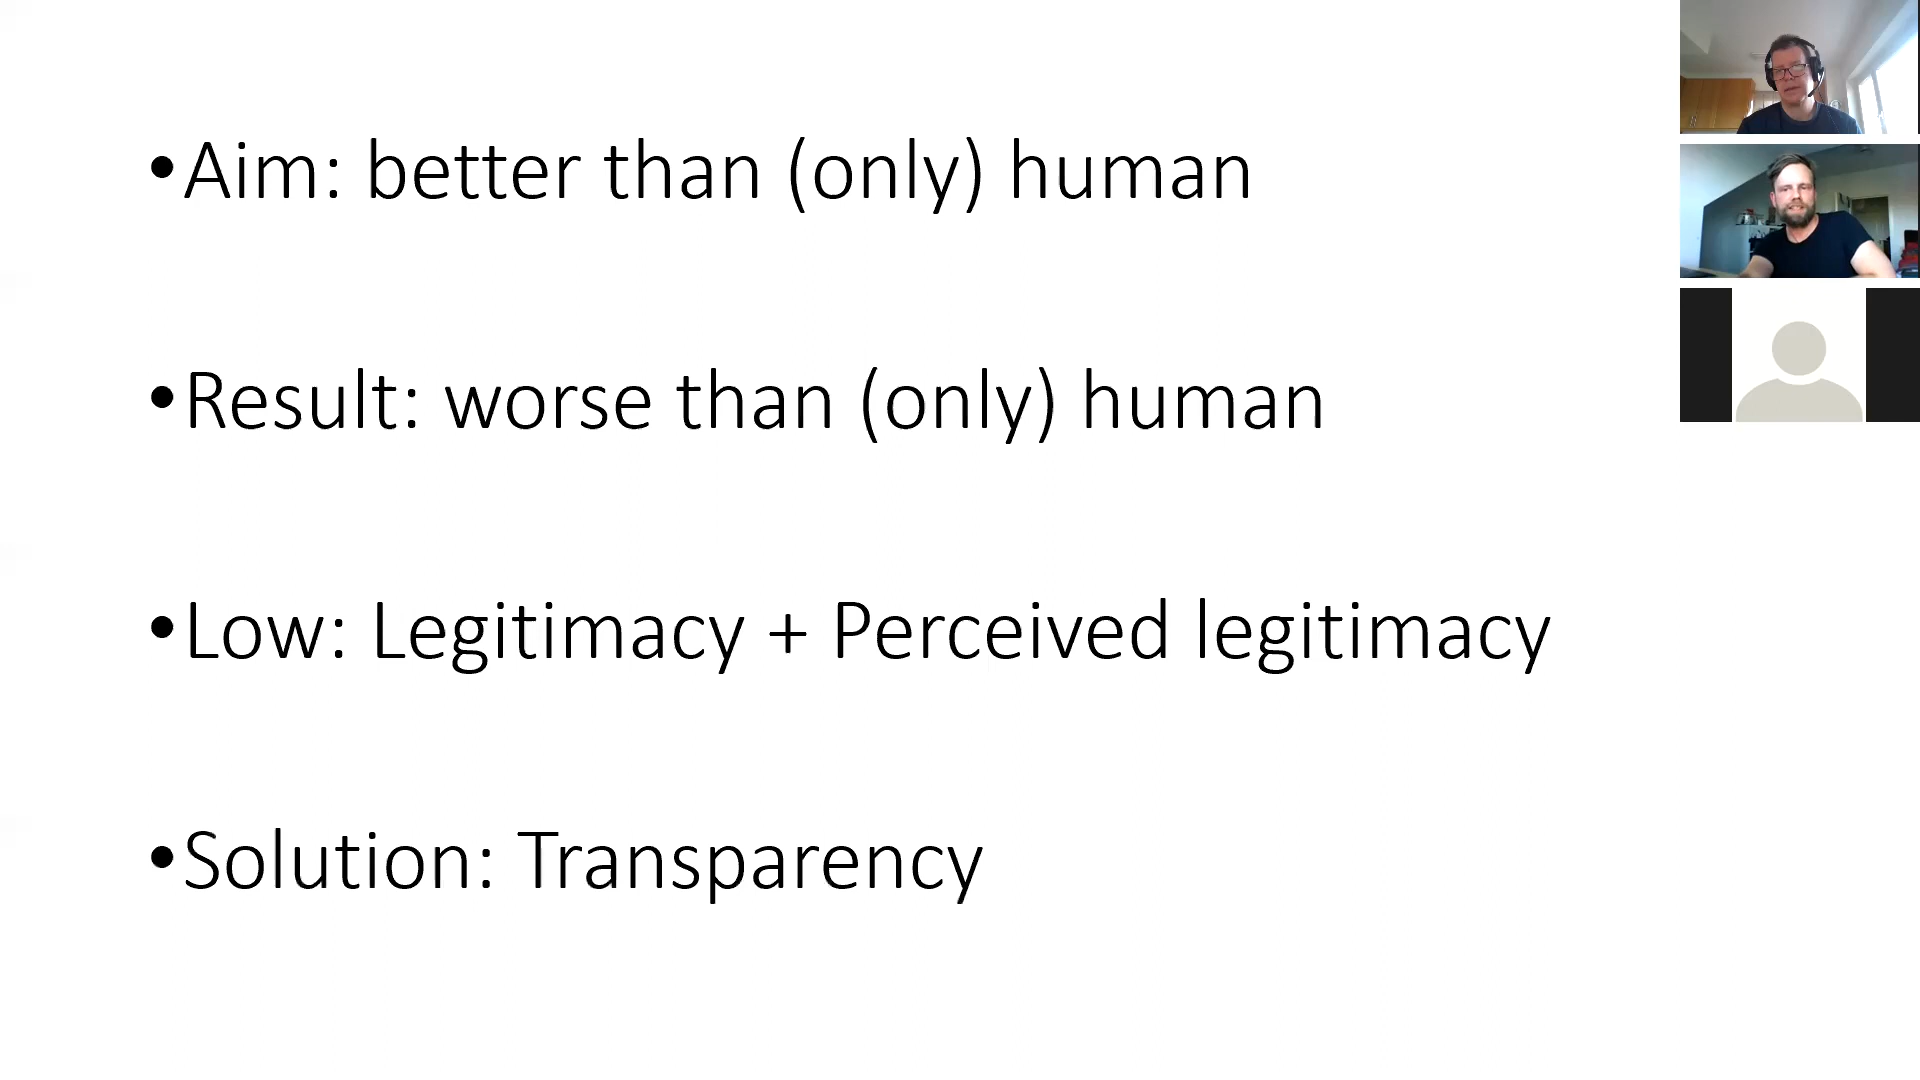 •Aim: better than (only) human
•Result: worse than (only) human
•Low: Legitimacy + Perceived legitimacy
•Solution: Transparency